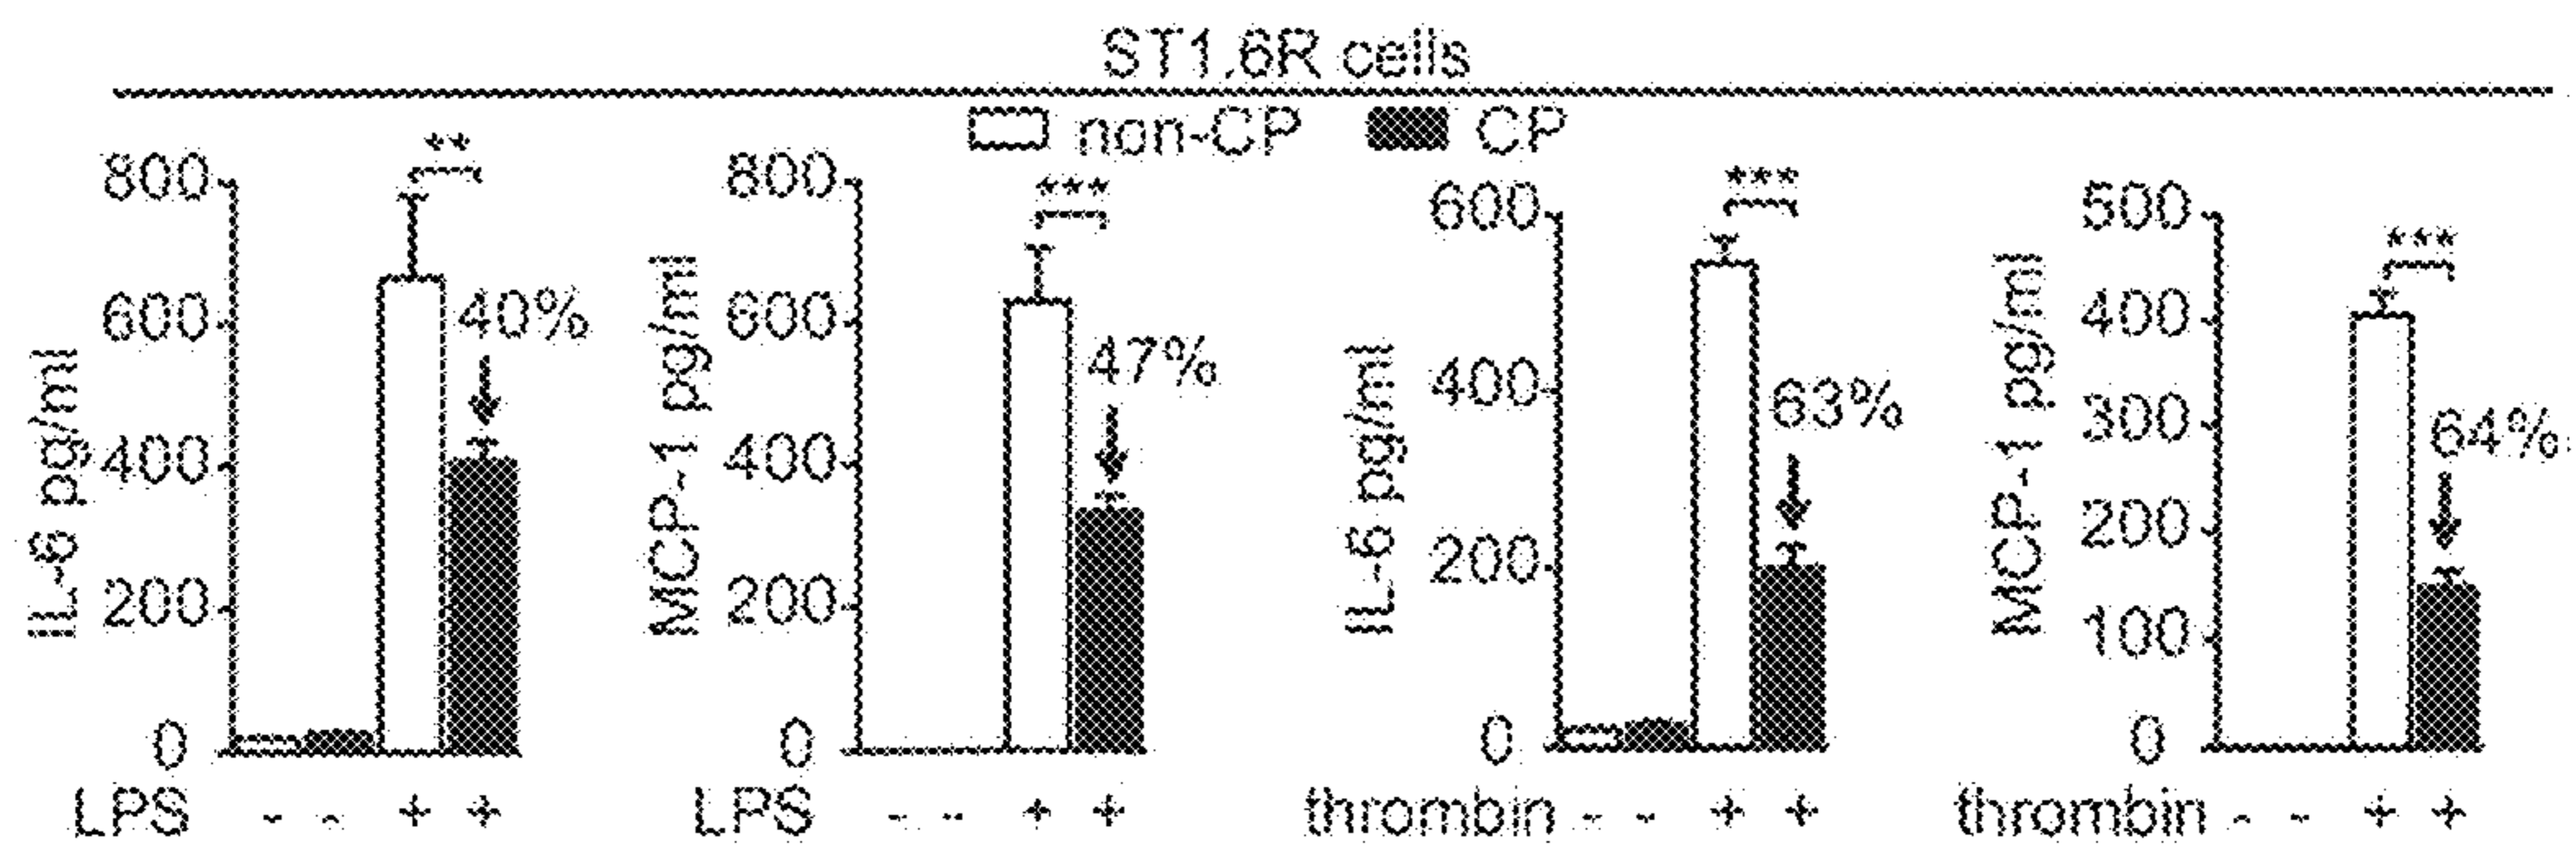 ST1.6R cells
non-CP CP
** *** *** ***
800 800 600 500
40% 47% 63% 64%
600 600 400 400
400 400 200 300
200 200 0 200
0 0 100
0
IL-6 pg/ml
MCP-1 pg/ml
IL-6 pg/ml
MCP-1 pg/ml
LPS - - + +
LPS - - + +
thrombin - - + +
thrombin - - + +